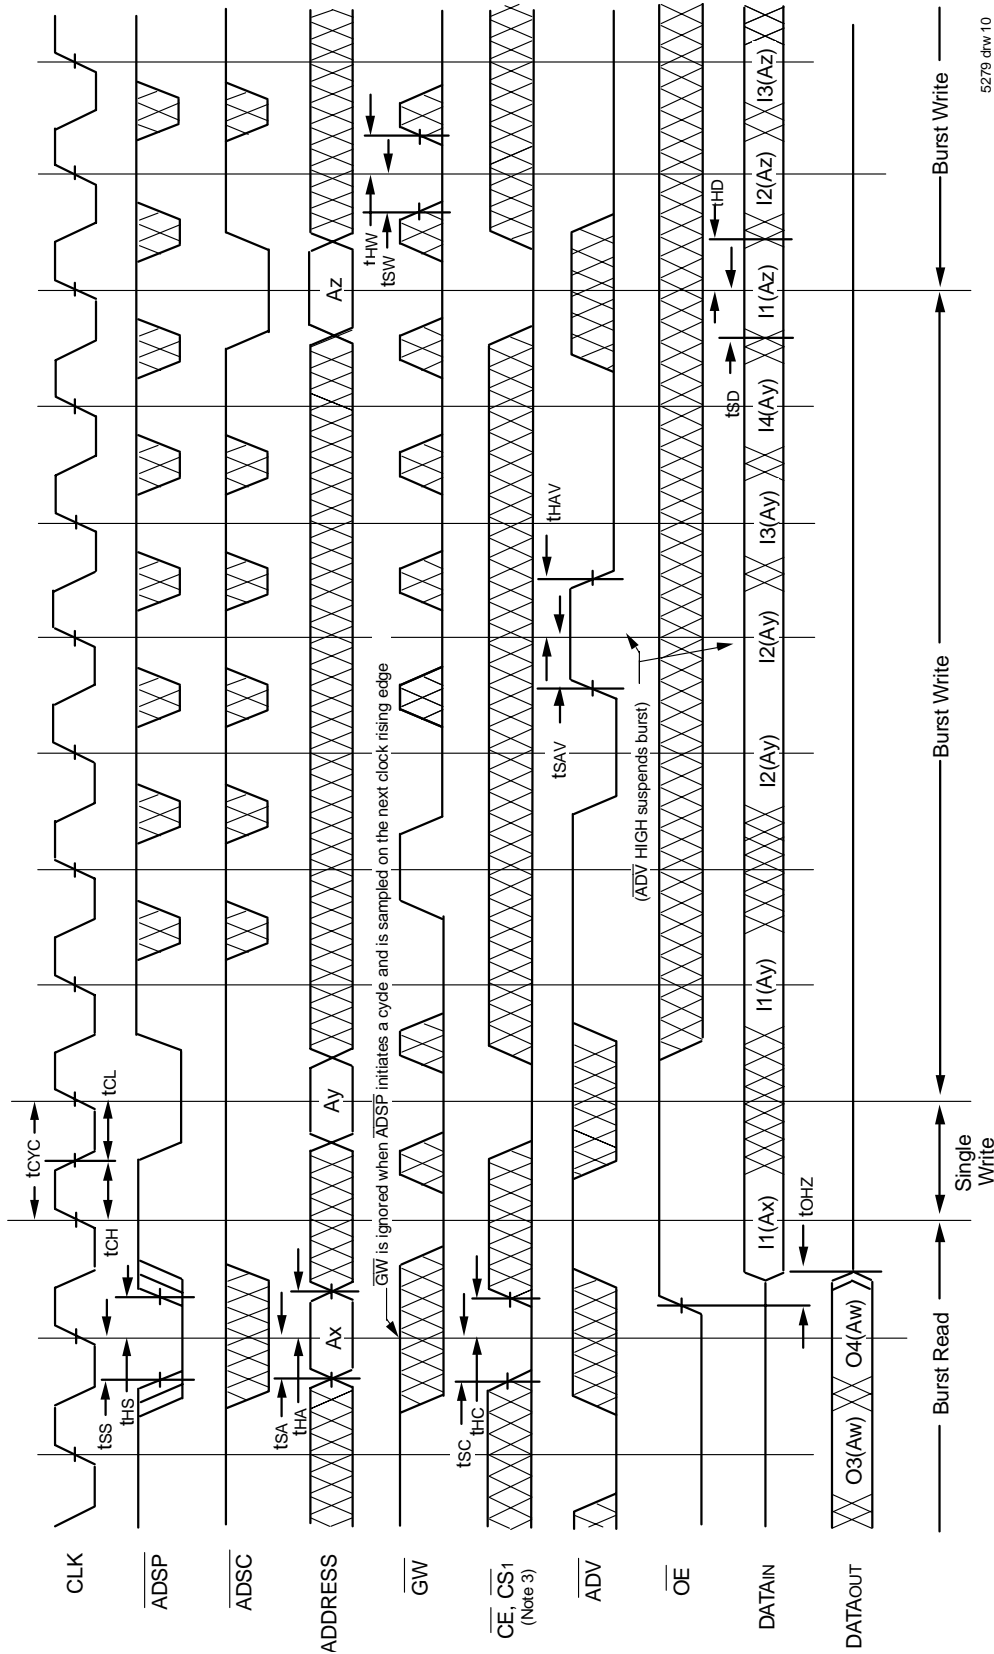 CLK
tCYC
tCH
tCL
ADSP
tSS
tHS
ADSC
ADDRESS
tSA
tHA
Ax
Ay
Az
GW
GW is ignored when ADSP initiates a cycle and is sampled on the next clock rising edge
tHW
tSW
CE, CS1
(Note 3)
tSC
tHC
ADV
tSAV
tHAV
(ADV HIGH suspends burst)
OE
DATAIN
I1(Ax)
I1(Ay)
I2(Ay)
I2(Ay)
I3(Ay)
I4(Ay)
I1(Az)
I2(Az)
I3(Az)
tSD
tHD
tOHZ
DATAOUT
O3(Aw)
O4(Aw)
Burst Read
Single
Write
Burst Write
Burst Write
5279 drw 10